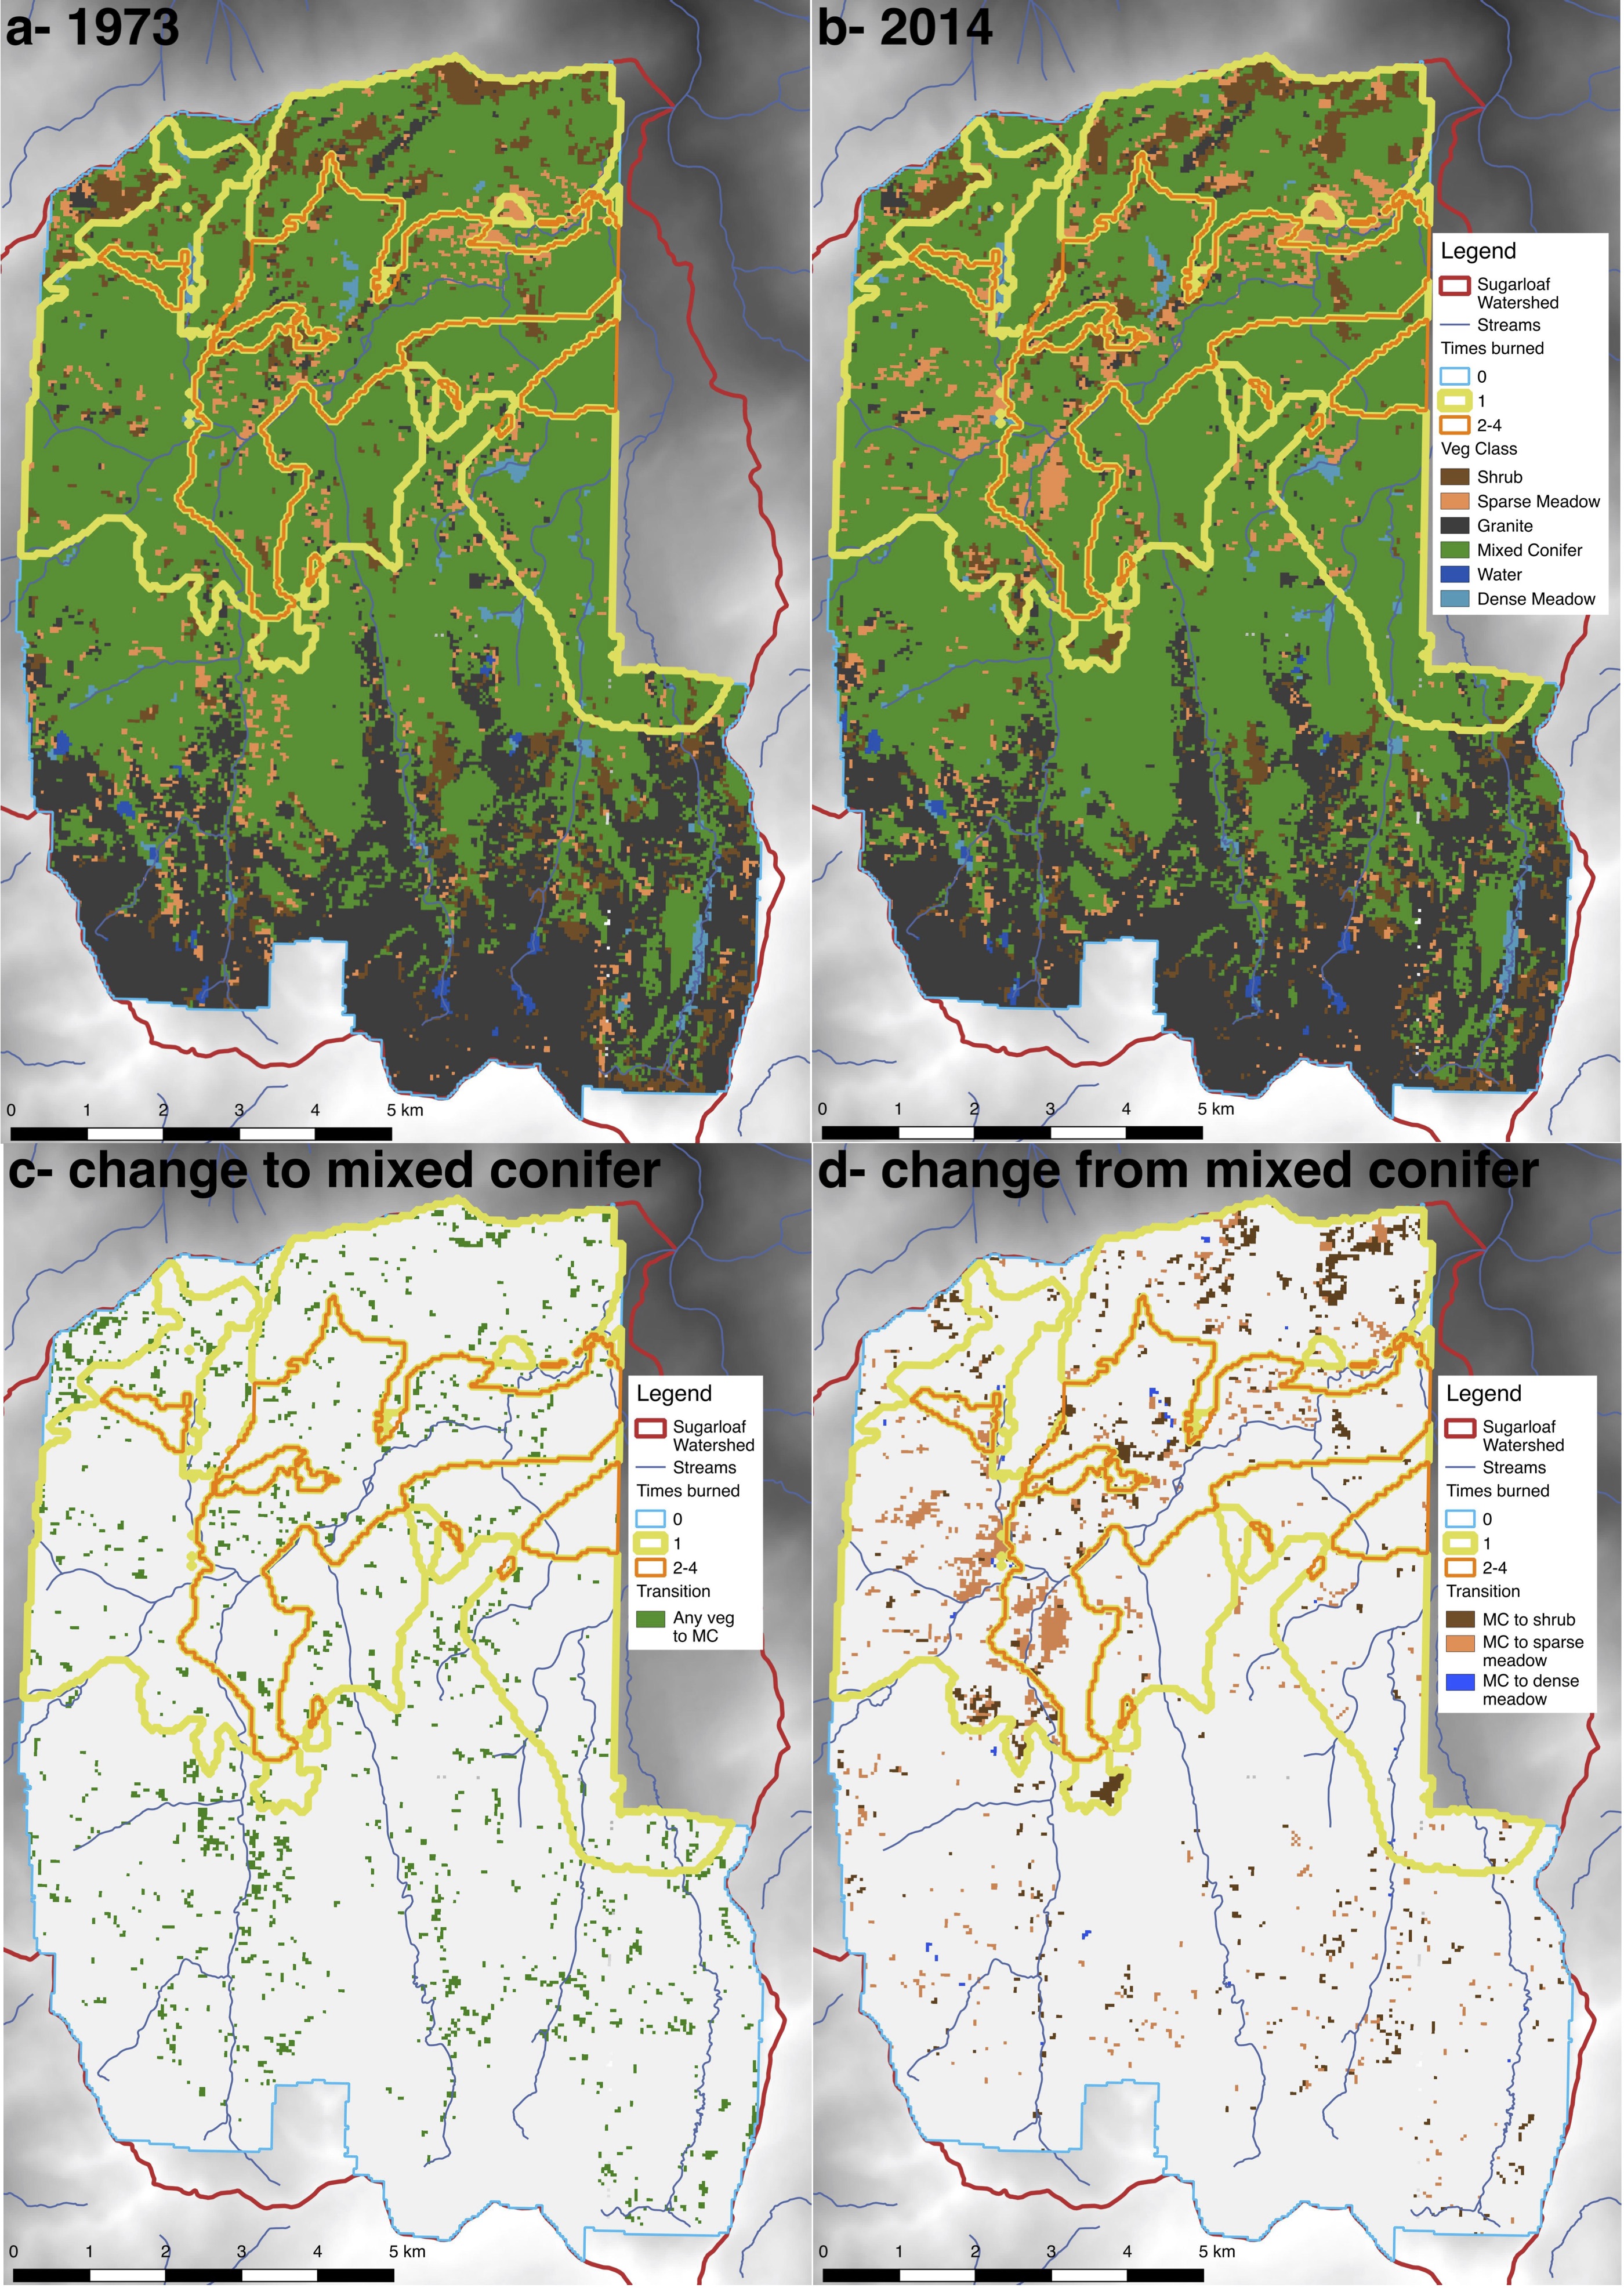 a- 1973
0 1 2 3 4 5 km
b- 2014
Legend
Sugarloaf
Watershed
Streams
Times burned
0
1
2-4
Veg Class
Shrub
Sparse Meadow
Granite
Mixed Conifer
Water
Dense Meadow
0 1 2 3 4 5 km
c- change to mixed conifer
Legend
Sugarloaf
Watershed
Streams
Times burned
0
1
2-4
Transition
Any veg
to MC
0 1 2 3 4 5 km
d- change from mixed conifer
Legend
Sugarloaf
Watershed
Streams
Times burned
0
1
2-4
Transition
MC to shrub
MC to sparse
meadow
MC to dense
meadow
0 1 2 3 4 5 km